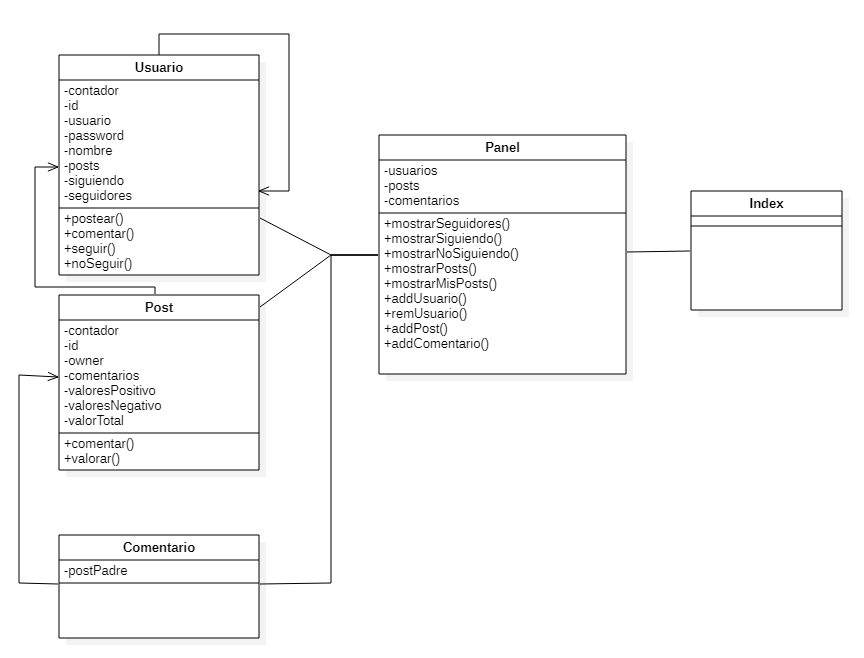 Usuario
-contador
-id
-usuario
-password
-nombre
-posts
-siguiendo
-seguidores
+postear()
+comentar()
+seguir()
+noSeguir()
Post
-contador
-id
-owner
-comentarios
-valoresPositivo
-valoresNegativo
-valorTotal
+comentar()
+valorar()
Comentario
-postPadre
Panel
-usuarios
-posts
-comentarios
+mostrarSeguidores()
+mostrarSiguiendo()
+mostrarNoSiguiendo()
+mostrarPosts()
+mostrarMisPosts()
+addUsuario()
+remUsuario()
+addPost()
+addComentario()
Index